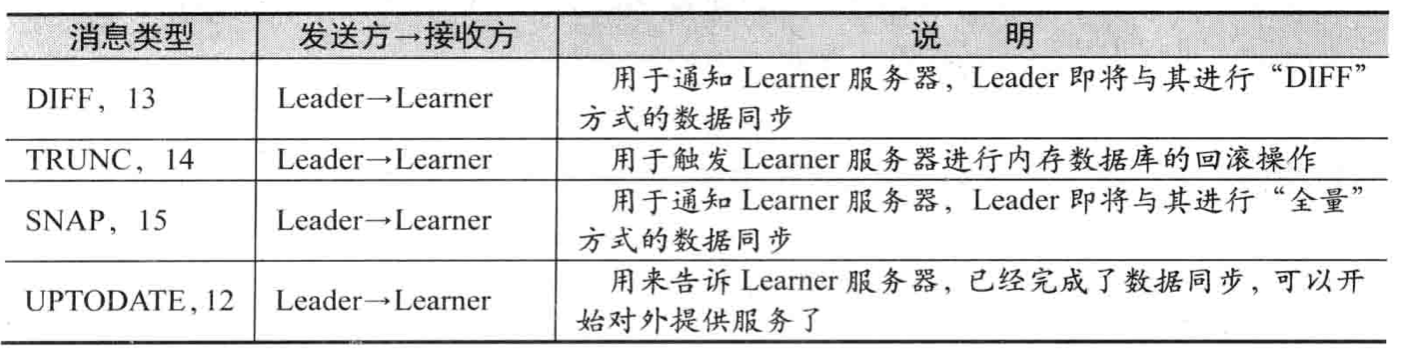 消息类型 发送方→接收方 说 明
DIFF，13 Leader→Learner 用于通知 Learner 服务器，Leader 即将与其进行“DIFF”
方式的数据同步
TRUNC，14 Leader→Learner 用于触发 Learner 服务器进行内存数据库的回滚操作
SNAP，15 Leader→Learner 用于通知 Learner 服务器，Leader 即将与其进行“全量”
方式的数据同步
UPTODATE，12 Leader→Learner 用来告诉 Learner 服务器，已经完成了数据同步，可以开
始对外提供服务了